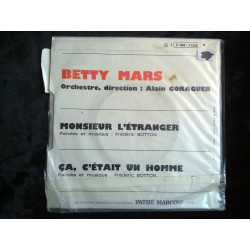 BETTY MARS
Orchestre, direction : Alain GORAGUER
MONSIEUR L'ÉTRANGER
Paroles et musique : Frédéric BOTTON
ÇA, C'ÉTAIT UN HOMME
Paroles et musique : Frédéric BOTTON
PATHÉ MARCONI